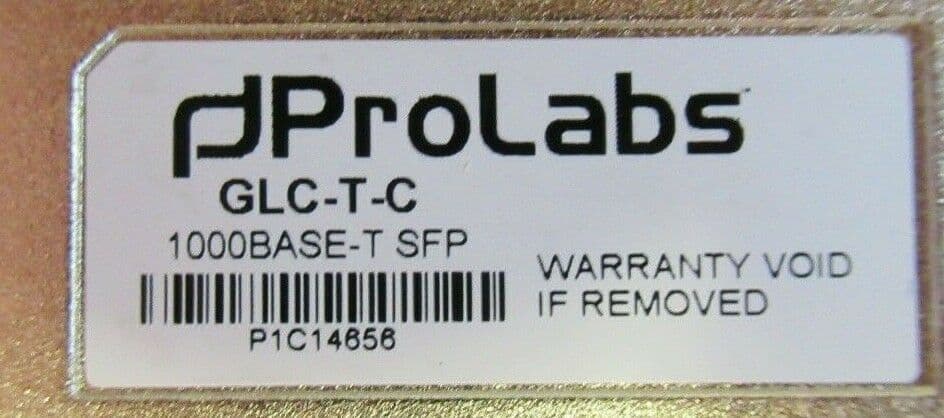 ProLabs
GLC-T-C
1000BASE-T SFP
P1C14656
WARRANTY VOID
IF REMOVED